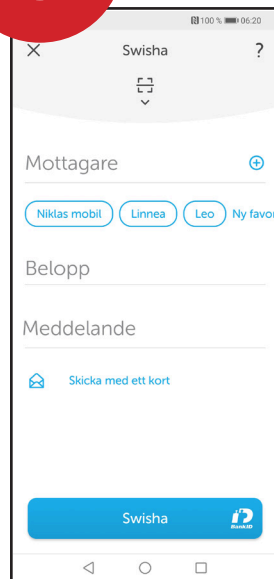 100 % 06:20
Swisha ?
Mottagare
Niklas mobil Linnea Leo Ny favor
Belopp
Meddelande
Skicka med ett kort
Swisha BankID